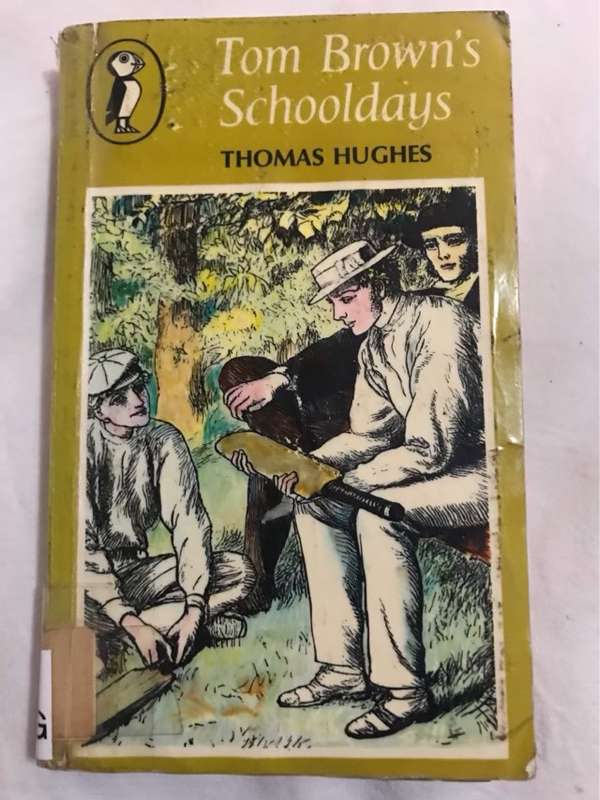 Tom Brown's
Schooldays
THOMAS HUGHES
G